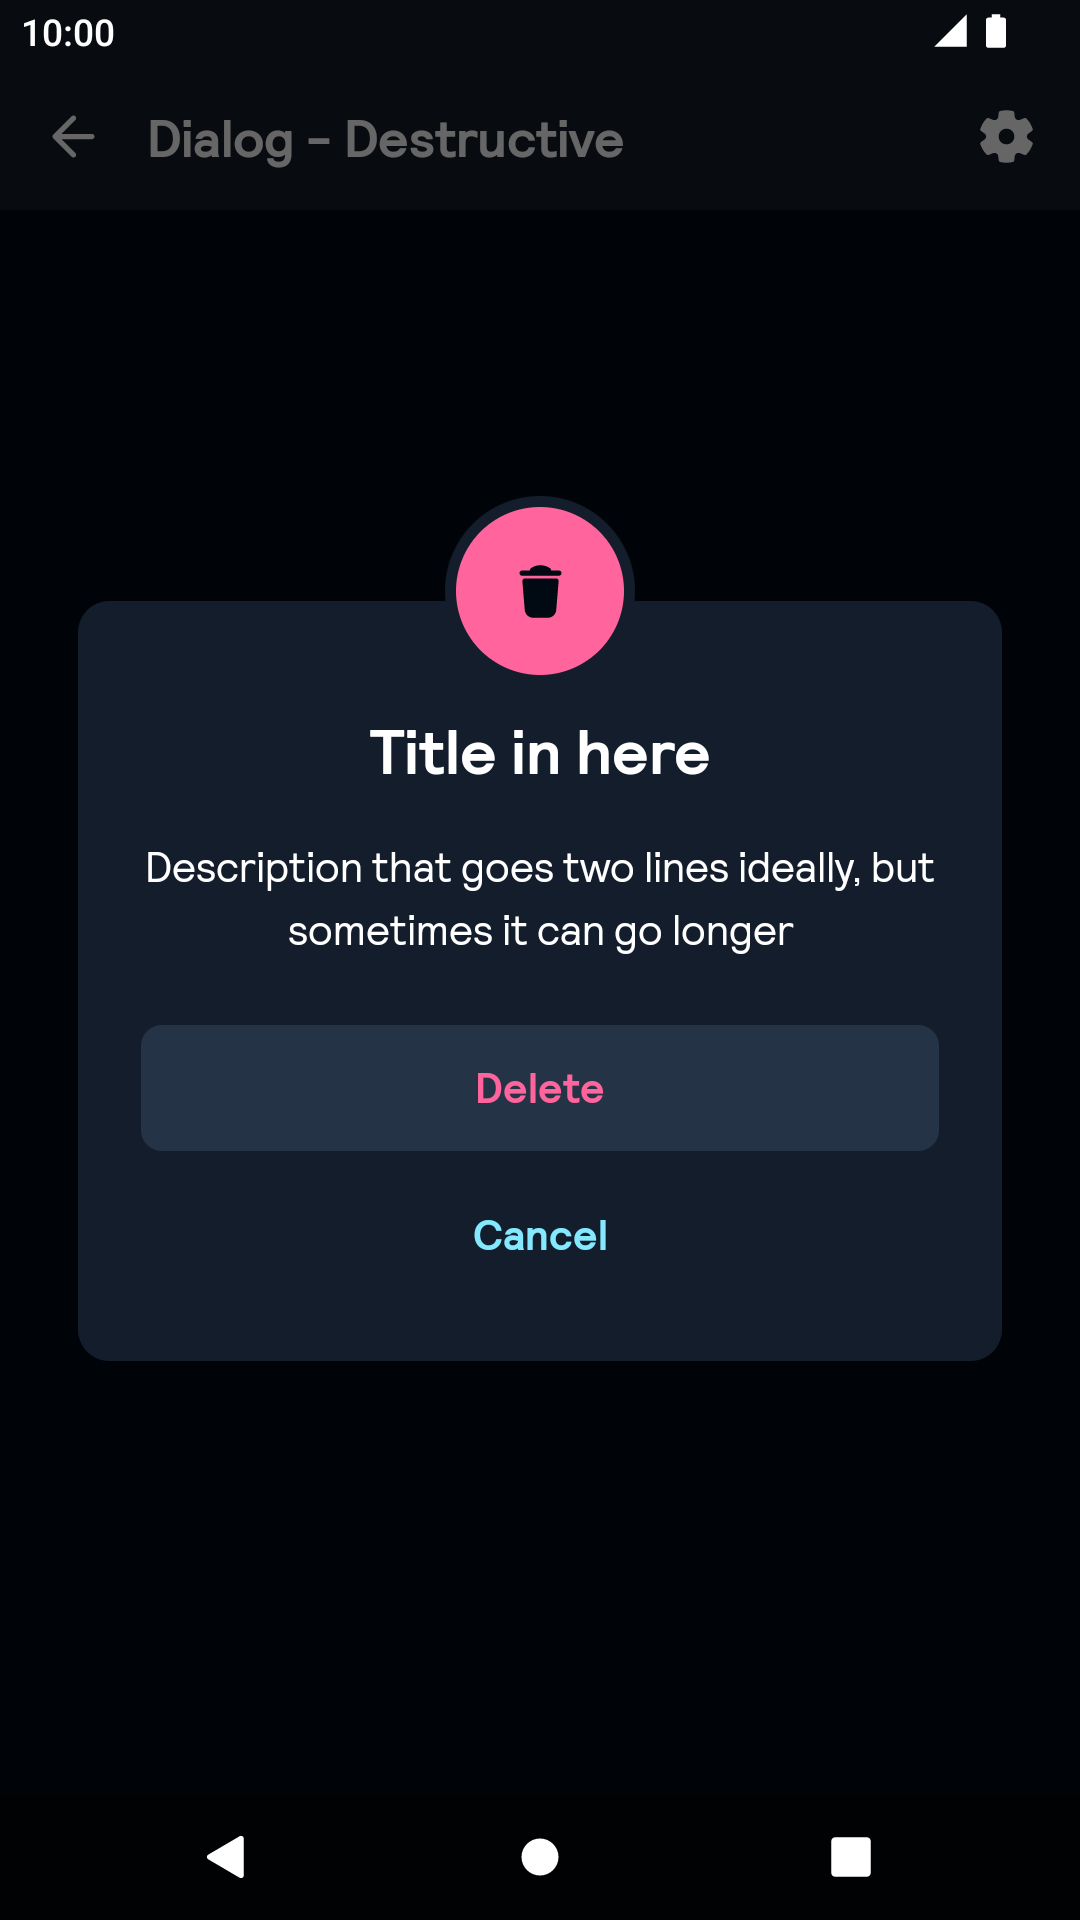 10:00
Dialog - Destructive
Title in here
Description that goes two lines ideally, but
sometimes it can go longer
Delete
Cancel